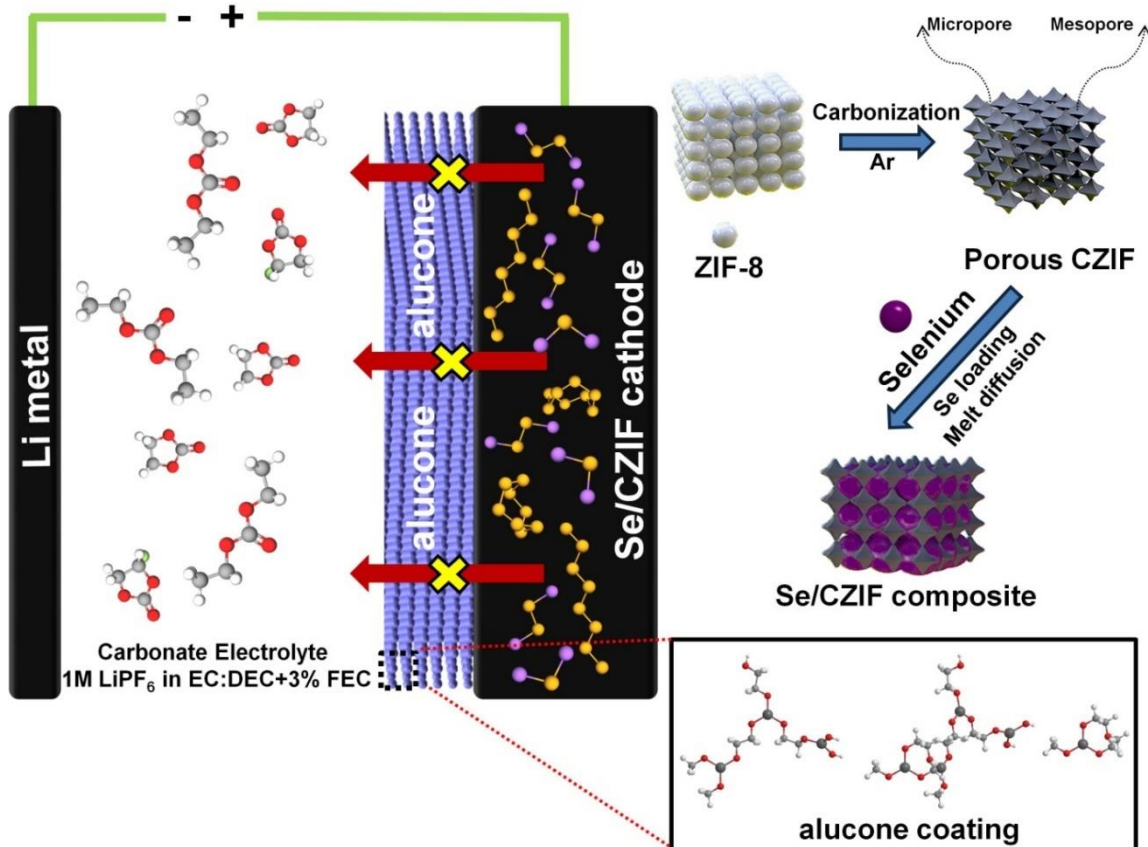 - +
Li metal
alucone
alucone
Se/CZIF cathode
Carbonate Electrolyte
1M LiPF₆ in EC:DEC+3% FEC
Micropore
Mesopore
Carbonization
Ar
ZIF-8
Porous CZIF
Selenium
Se loading
Melt diffusion
Se/CZIF composite
alucone coating